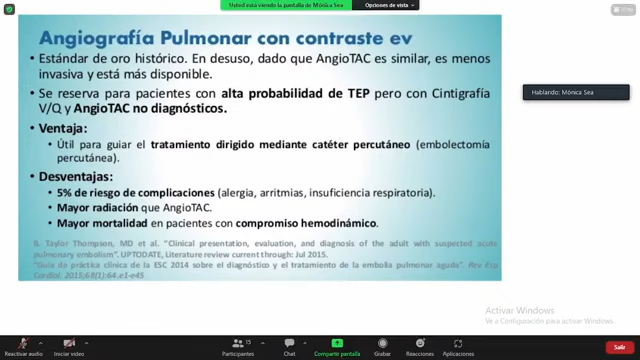 Usted está viendo la pantalla de Mónica Sea
Opciones de vista
Angiografía Pulmonar con contraste ev
• Estándar de oro histórico. En desuso, dado que AngioTAC es similar, es menos
invasiva y está más disponible.
• Se reserva para pacientes con alta probabilidad de TEP pero con Cintigrafía
V/Q y AngioTAC no diagnósticos.
• Ventaja:
• Útil para guiar el tratamiento dirigido mediante catéter percutáneo (embolectomía
percutánea).
• Desventajas:
• 5% de riesgo de complicaciones (alergia, arritmias, insuficiencia respiratoria).
• Mayor radiación que AngioTAC.
• Mayor mortalidad en pacientes con compromiso hemodinámico.
B. Taylor Thompson, MD et al. "Clinical presentation, evaluation, and diagnosis of the adult with suspected acute
pulmonary embolism". UPTODATE, Literature review current through: Jul 2015.
"Guía de práctica clínica de la ESC 2014 sobre el diagnóstico y el tratamiento de la embolia pulmonar aguda". Rev Esp
Cardiol. 2015;68(1):64.e1-e45
Hablando: Mónica Sea
Activar Windows
Ve a Configuración para activar Windows.
Reactivar audio
Iniciar video
15
Participantes
Chat
Compartir pantalla
Grabar
Reacciones
Aplicaciones
Salir